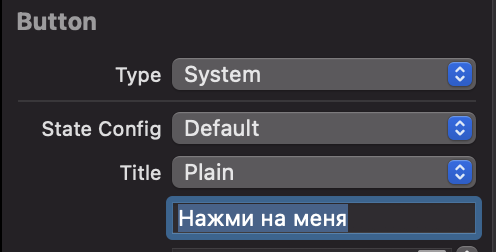 Button
Type System
State Config Default
Title Plain
Нажми на меня